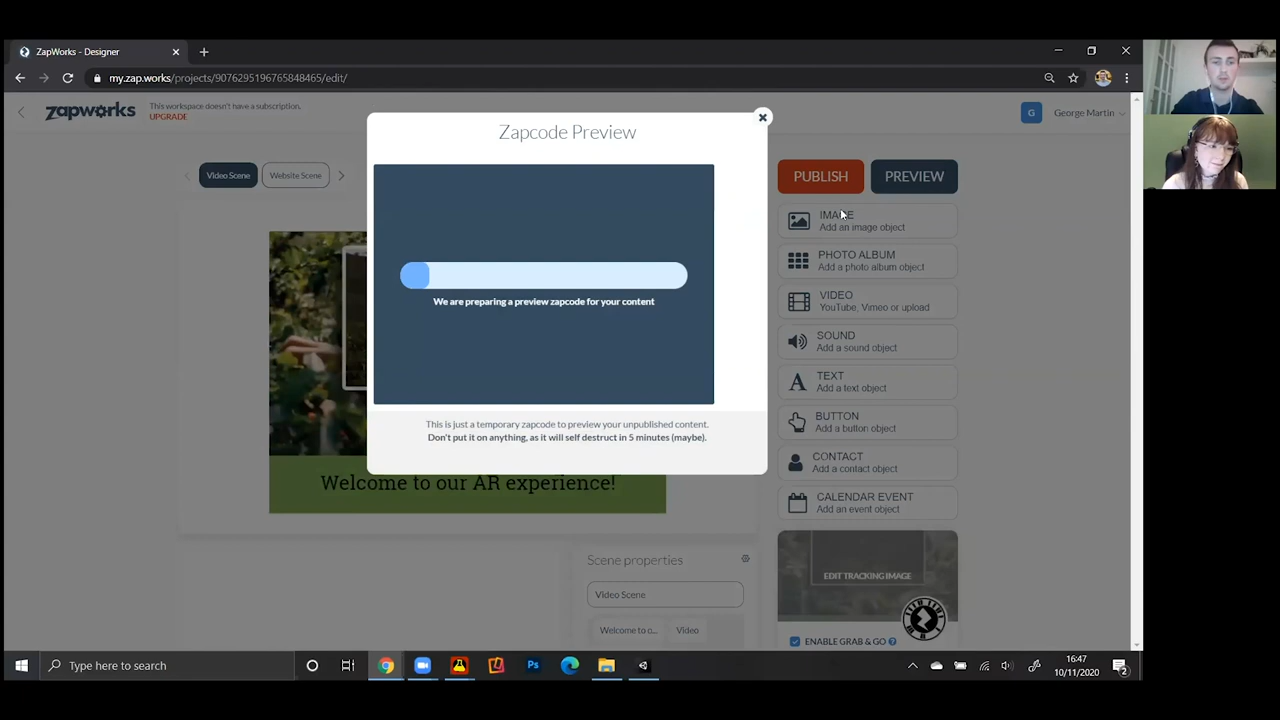 ZapWorks - Designer
my.zap.works/projects/9076295196765848465/edit/
zapworks
This workspace doesn't have a subscription.
UPGRADE
G
George Martin
Zapcode Preview
Video Scene
Website Scene
PUBLISH
PREVIEW
We are preparing a preview zapcode for your content
This is just a temporary zapcode to preview your unpublished content.
Don't put it on anything, as it will self destruct in 5 minutes (maybe).
IMAGE
Add an image object
PHOTO ALBUM
Add a photo album object
VIDEO
YouTube, Vimeo or upload
SOUND
Add a sound object
TEXT
Add a text object
BUTTON
Add a button object
CONTACT
Add a contact object
CALENDAR EVENT
Add an event object
Welcome to our AR experience!
Scene properties
Video Scene
Welcome to c...
Video
EDIT TRACKING IMAGE
ENABLE GRAB & GO
Type here to search
Ps
16:47
10/11/2020
2